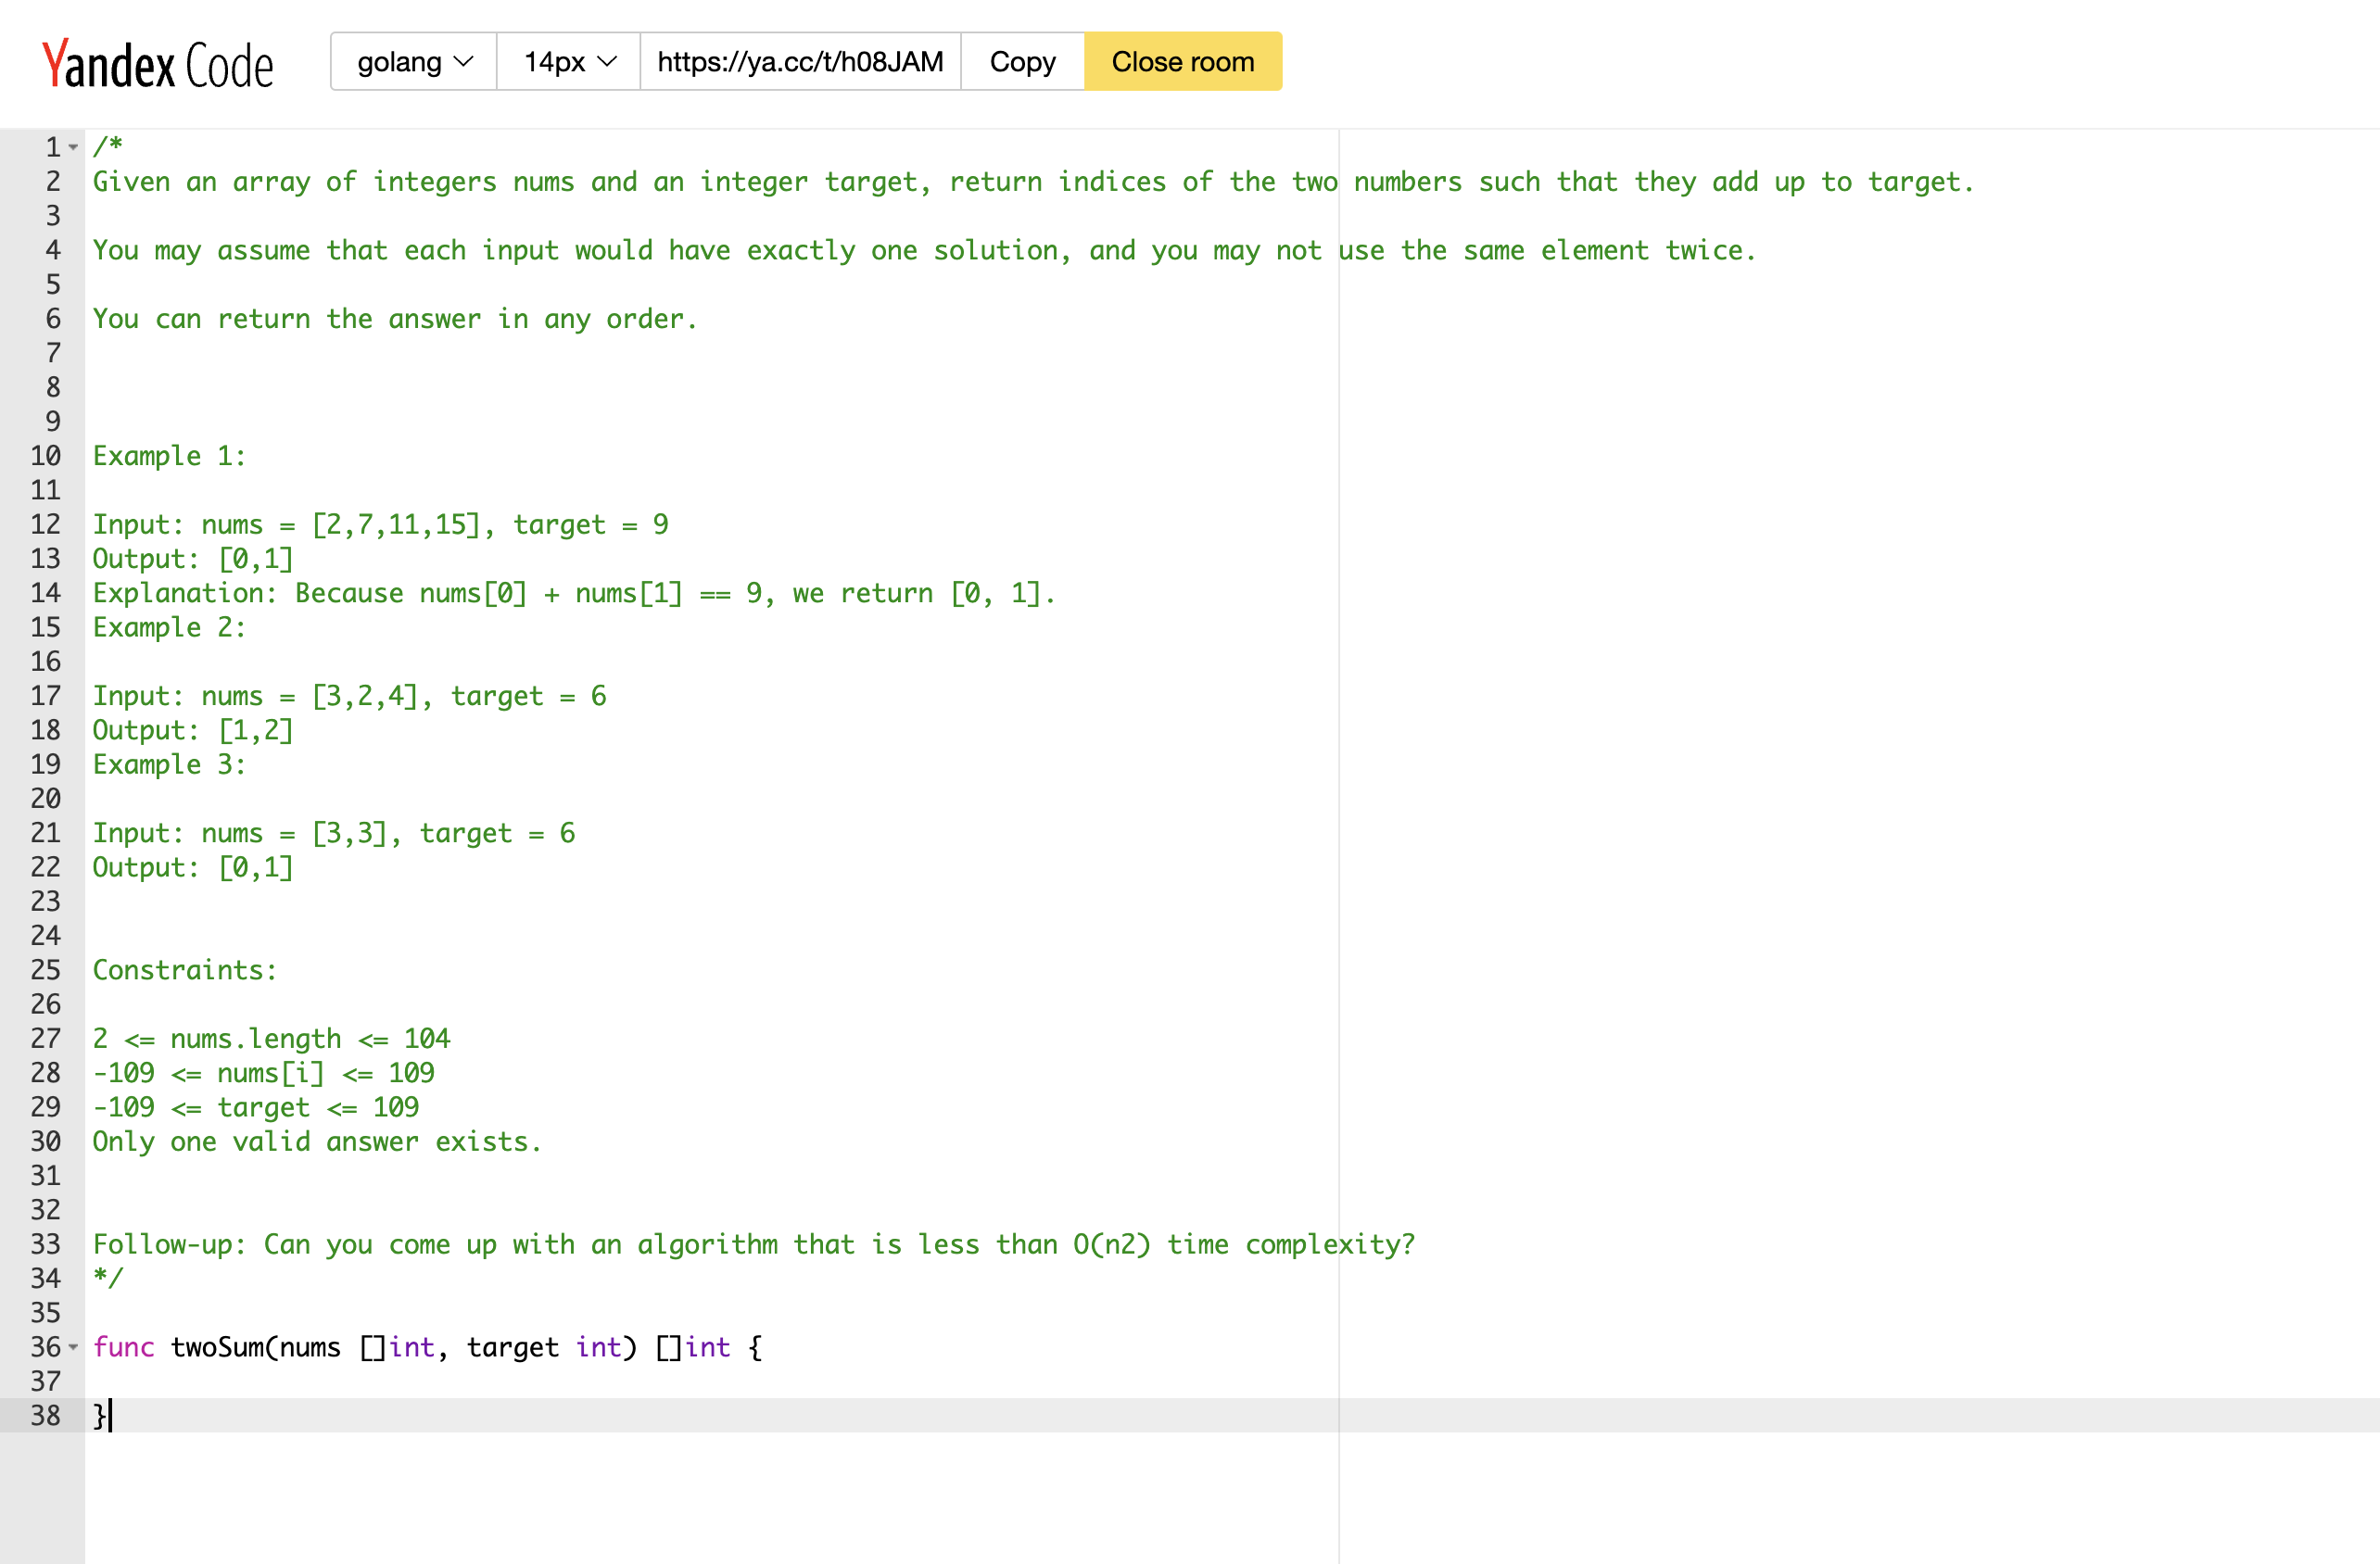 Yandex Code
golang
14px
https://ya.cc/t/h08JAM
Copy
Close room
1 /*
2 Given an array of integers nums and an integer target, return indices of the two numbers such that they add up to target.
3
4 You may assume that each input would have exactly one solution, and you may not use the same element twice.
5
6 You can return the answer in any order.
7
8
9
10 Example 1:
11
12 Input: nums = [2,7,11,15], target = 9
13 Output: [0,1]
14 Explanation: Because nums[0] + nums[1] == 9, we return [0, 1].
15 Example 2:
16
17 Input: nums = [3,2,4], target = 6
18 Output: [1,2]
19 Example 3:
20
21 Input: nums = [3,3], target = 6
22 Output: [0,1]
23
24
25 Constraints:
26
27 2 <= nums.length <= 104
28 -109 <= nums[i] <= 109
29 -109 <= target <= 109
30 Only one valid answer exists.
31
32
33 Follow-up: Can you come up with an algorithm that is less than O(n2) time complexity?
34 */
35
36 func twoSum(nums []int, target int) []int {
37
38 }